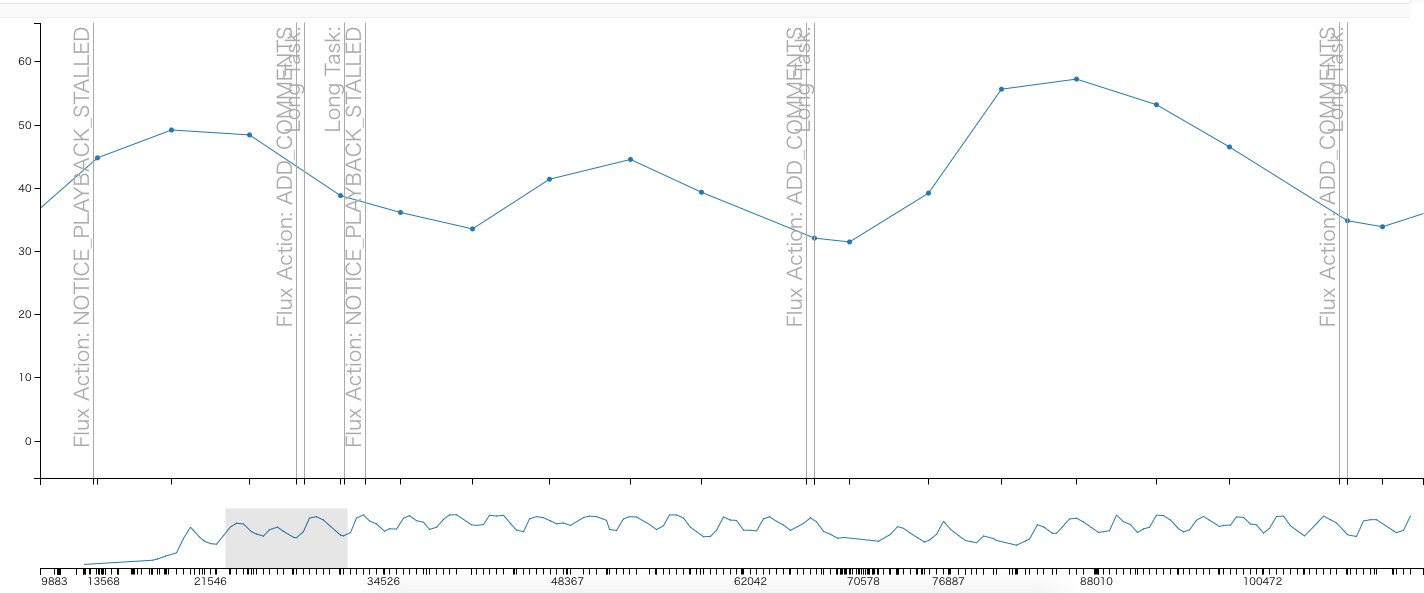 60
50
40
30
20
10
0
Flux Action: NOTICE_PLAYBACK_STALLED
Flux Action: ADD_COMMENTS
Long Task:
Long Task:
Flux Action: NOTICE_PLAYBACK_STALLED
Flux Action: ADD_COMMENTS
Long Task:
Flux Action: ADD_COMMENTS
Long Task:
9883 13568 21546 34526 48367 62042 70578 76887 88010 100472